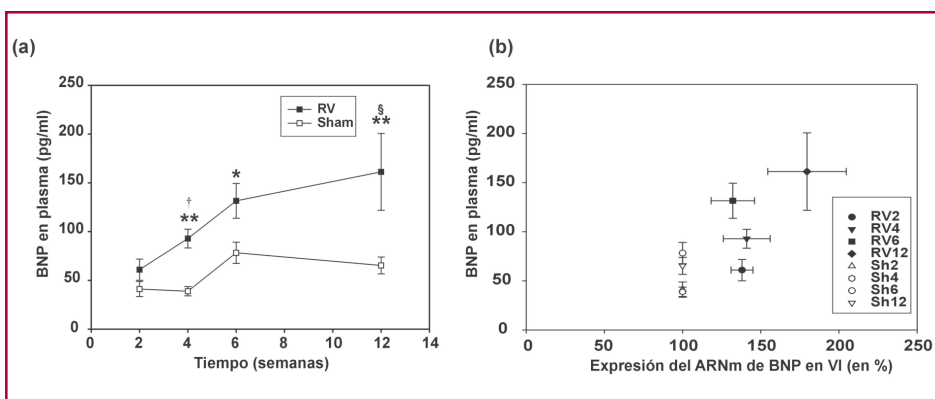 (a)
BNP en plasma (pg/ml)
250
200
150
100
50
0
RV
Sham
†
**
*
§
**
0 2 4 6 8 10 12 14
Tiempo (semanas)
(b)
BNP en plasma (pg/ml)
250
200
150
100
50
0
RV2
RV4
RV6
RV12
Sh2
Sh4
Sh6
Sh12
0 50 100 150 200 250
Expresión del ARNm de BNP en VI (en %)